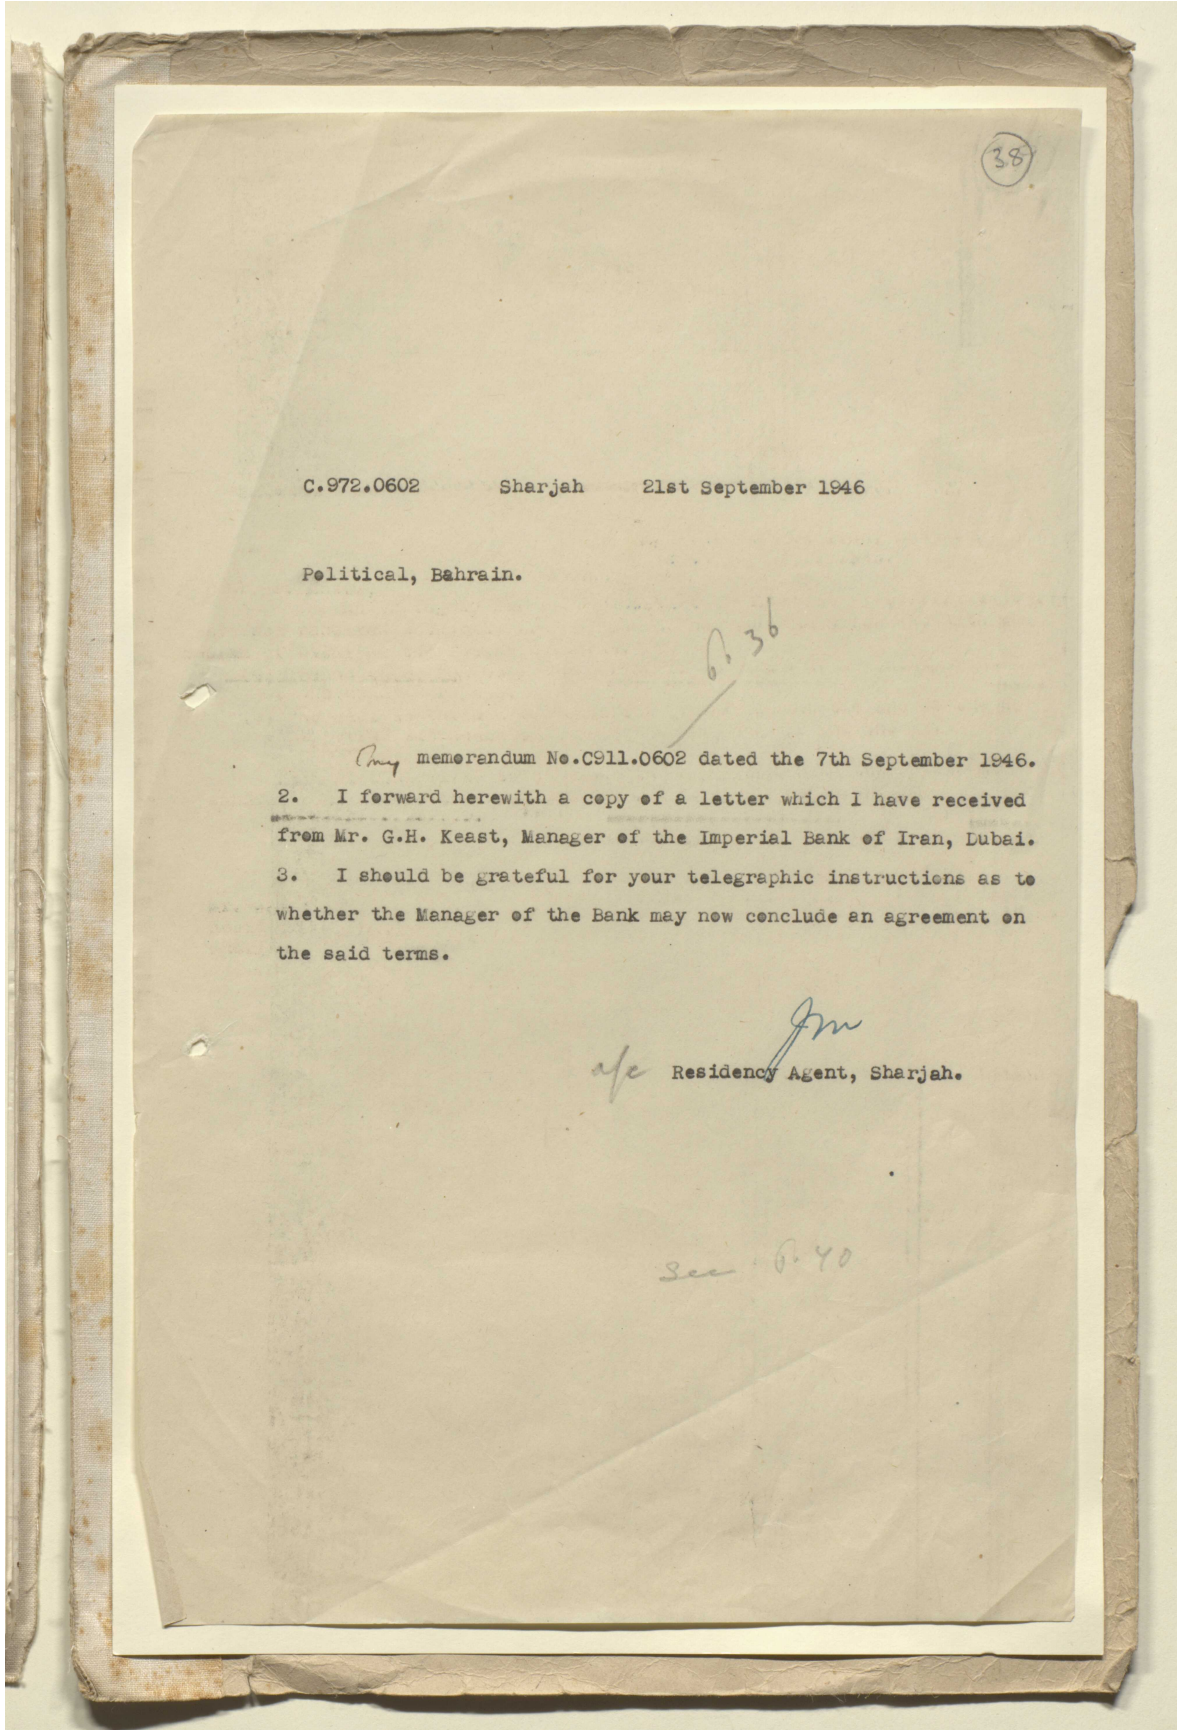 38
C.972.0602 Sharjah 21st September 1946
Political, Bahrain.
P. 36
My memorandum No.C911.0602 dated the 7th September 1946.
2. I forward herewith a copy of a letter which I have received
from Mr. G.H. Keast, Manager of the Imperial Bank of Iran, Dubai.
3. I should be grateful for your telegraphic instructions as to
whether the Manager of the Bank may now conclude an agreement on
the said terms.
Residency Agent, Sharjah.
See P. 40